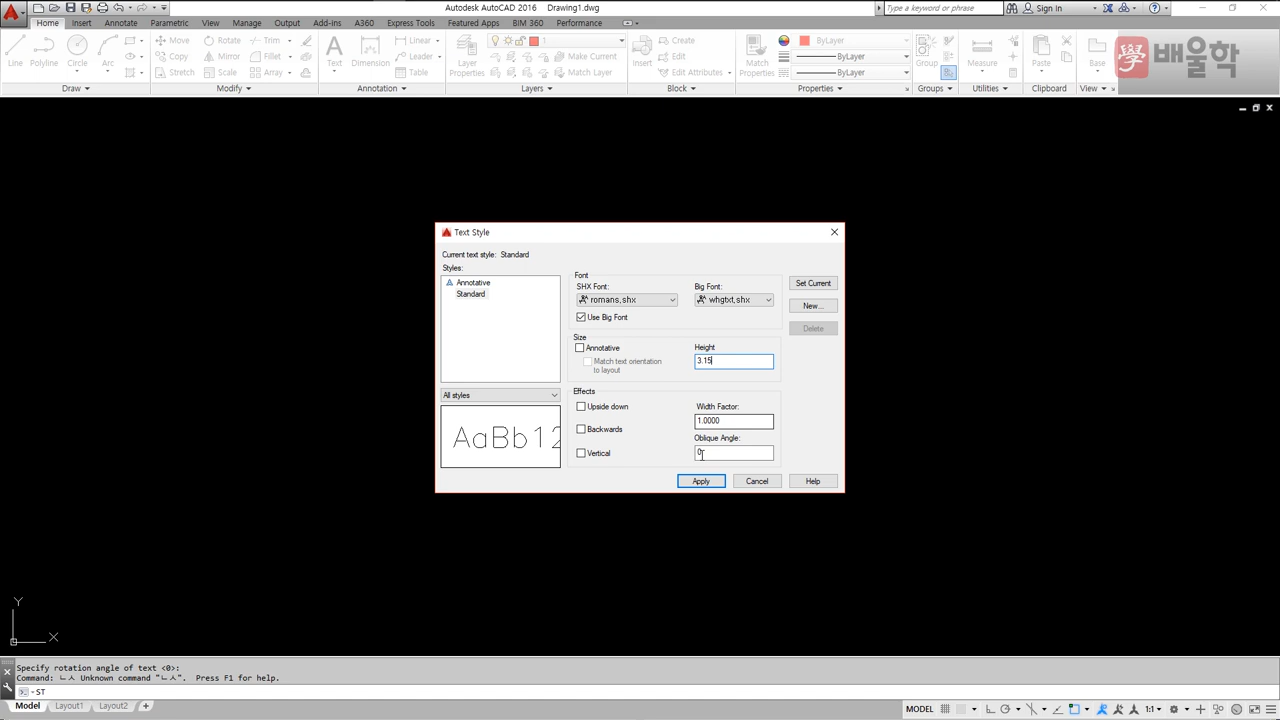 Autodesk AutoCAD 2016 Drawing1.dwg
Type a keyword or phrase
Sign In
Home Insert Annotate Parametric View Manage Output Add-ins A360 Express Tools Featured Apps BIM 360 Performance
Line Polyline Circle Arc
Move Rotate Trim
Copy Mirror Fillet
Stretch Scale Array
Text Dimension
Linear
Leader
Table
Layer Properties
1
Make Current
Match Layer
Insert
Create
Edit
Edit Attributes
Match Properties
ByLayer
ByLayer
ByLayer
Group
Measure
Paste
Base
學 배울학
Draw Modify Annotation Layers Block Properties Groups Utilities Clipboard View
Text Style
Current text style: Standard
Styles:
Annotative
Standard
All styles
AaBb12
Font
SHX Font:
romans.shx
Big Font:
whgtxt.shx
Use Big Font
Size
Annotative
Match text orientation
to layout
Height
3.15
Effects
Upside down
Backwards
Vertical
Width Factor:
1.0000
Oblique Angle:
0
Set Current
New...
Delete
Apply Cancel Help
Y
X
Specify rotation angle of text <0>:
Command: ㄴㅅ Unknown command "ㄴㅅ". Press F1 for help.
ST
Model Layout1 Layout2 +
MODEL
1:1